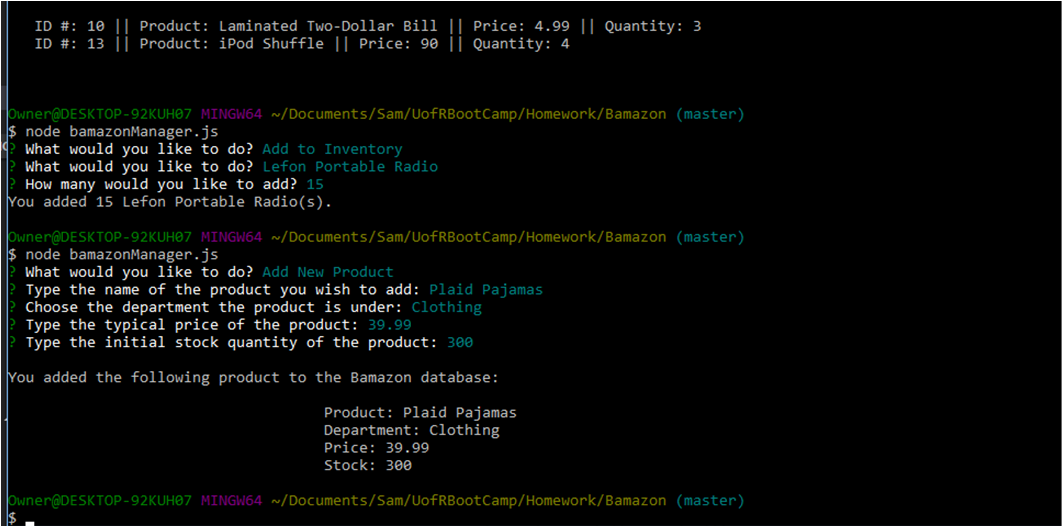 ID #: 10 || Product: Laminated Two-Dollar Bill || Price: 4.99 || Quantity: 3
ID #: 13 || Product: iPod Shuffle || Price: 90 || Quantity: 4
Owner@DESKTOP-92KUH07 MINGW64 ~/Documents/Sam/UofRBootCamp/Homework/Bamazon (master)
$ node bamazonManager.js
? What would you like to do? Add to Inventory
? What would you like to do? Lefon Portable Radio
? How many would you like to add? 15
You added 15 Lefon Portable Radio(s).
Owner@DESKTOP-92KUH07 MINGW64 ~/Documents/Sam/UofRBootCamp/Homework/Bamazon (master)
$ node bamazonManager.js
? What would you like to do? Add New Product
? Type the name of the product you wish to add: Plaid Pajamas
? Choose the department the product is under: Clothing
? Type the typical price of the product: 39.99
? Type the initial stock quantity of the product: 300
You added the following product to the Bamazon database:
Product: Plaid Pajamas
Department: Clothing
Price: 39.99
Stock: 300
Owner@DESKTOP-92KUH07 MINGW64 ~/Documents/Sam/UofRBootCamp/Homework/Bamazon (master)
$